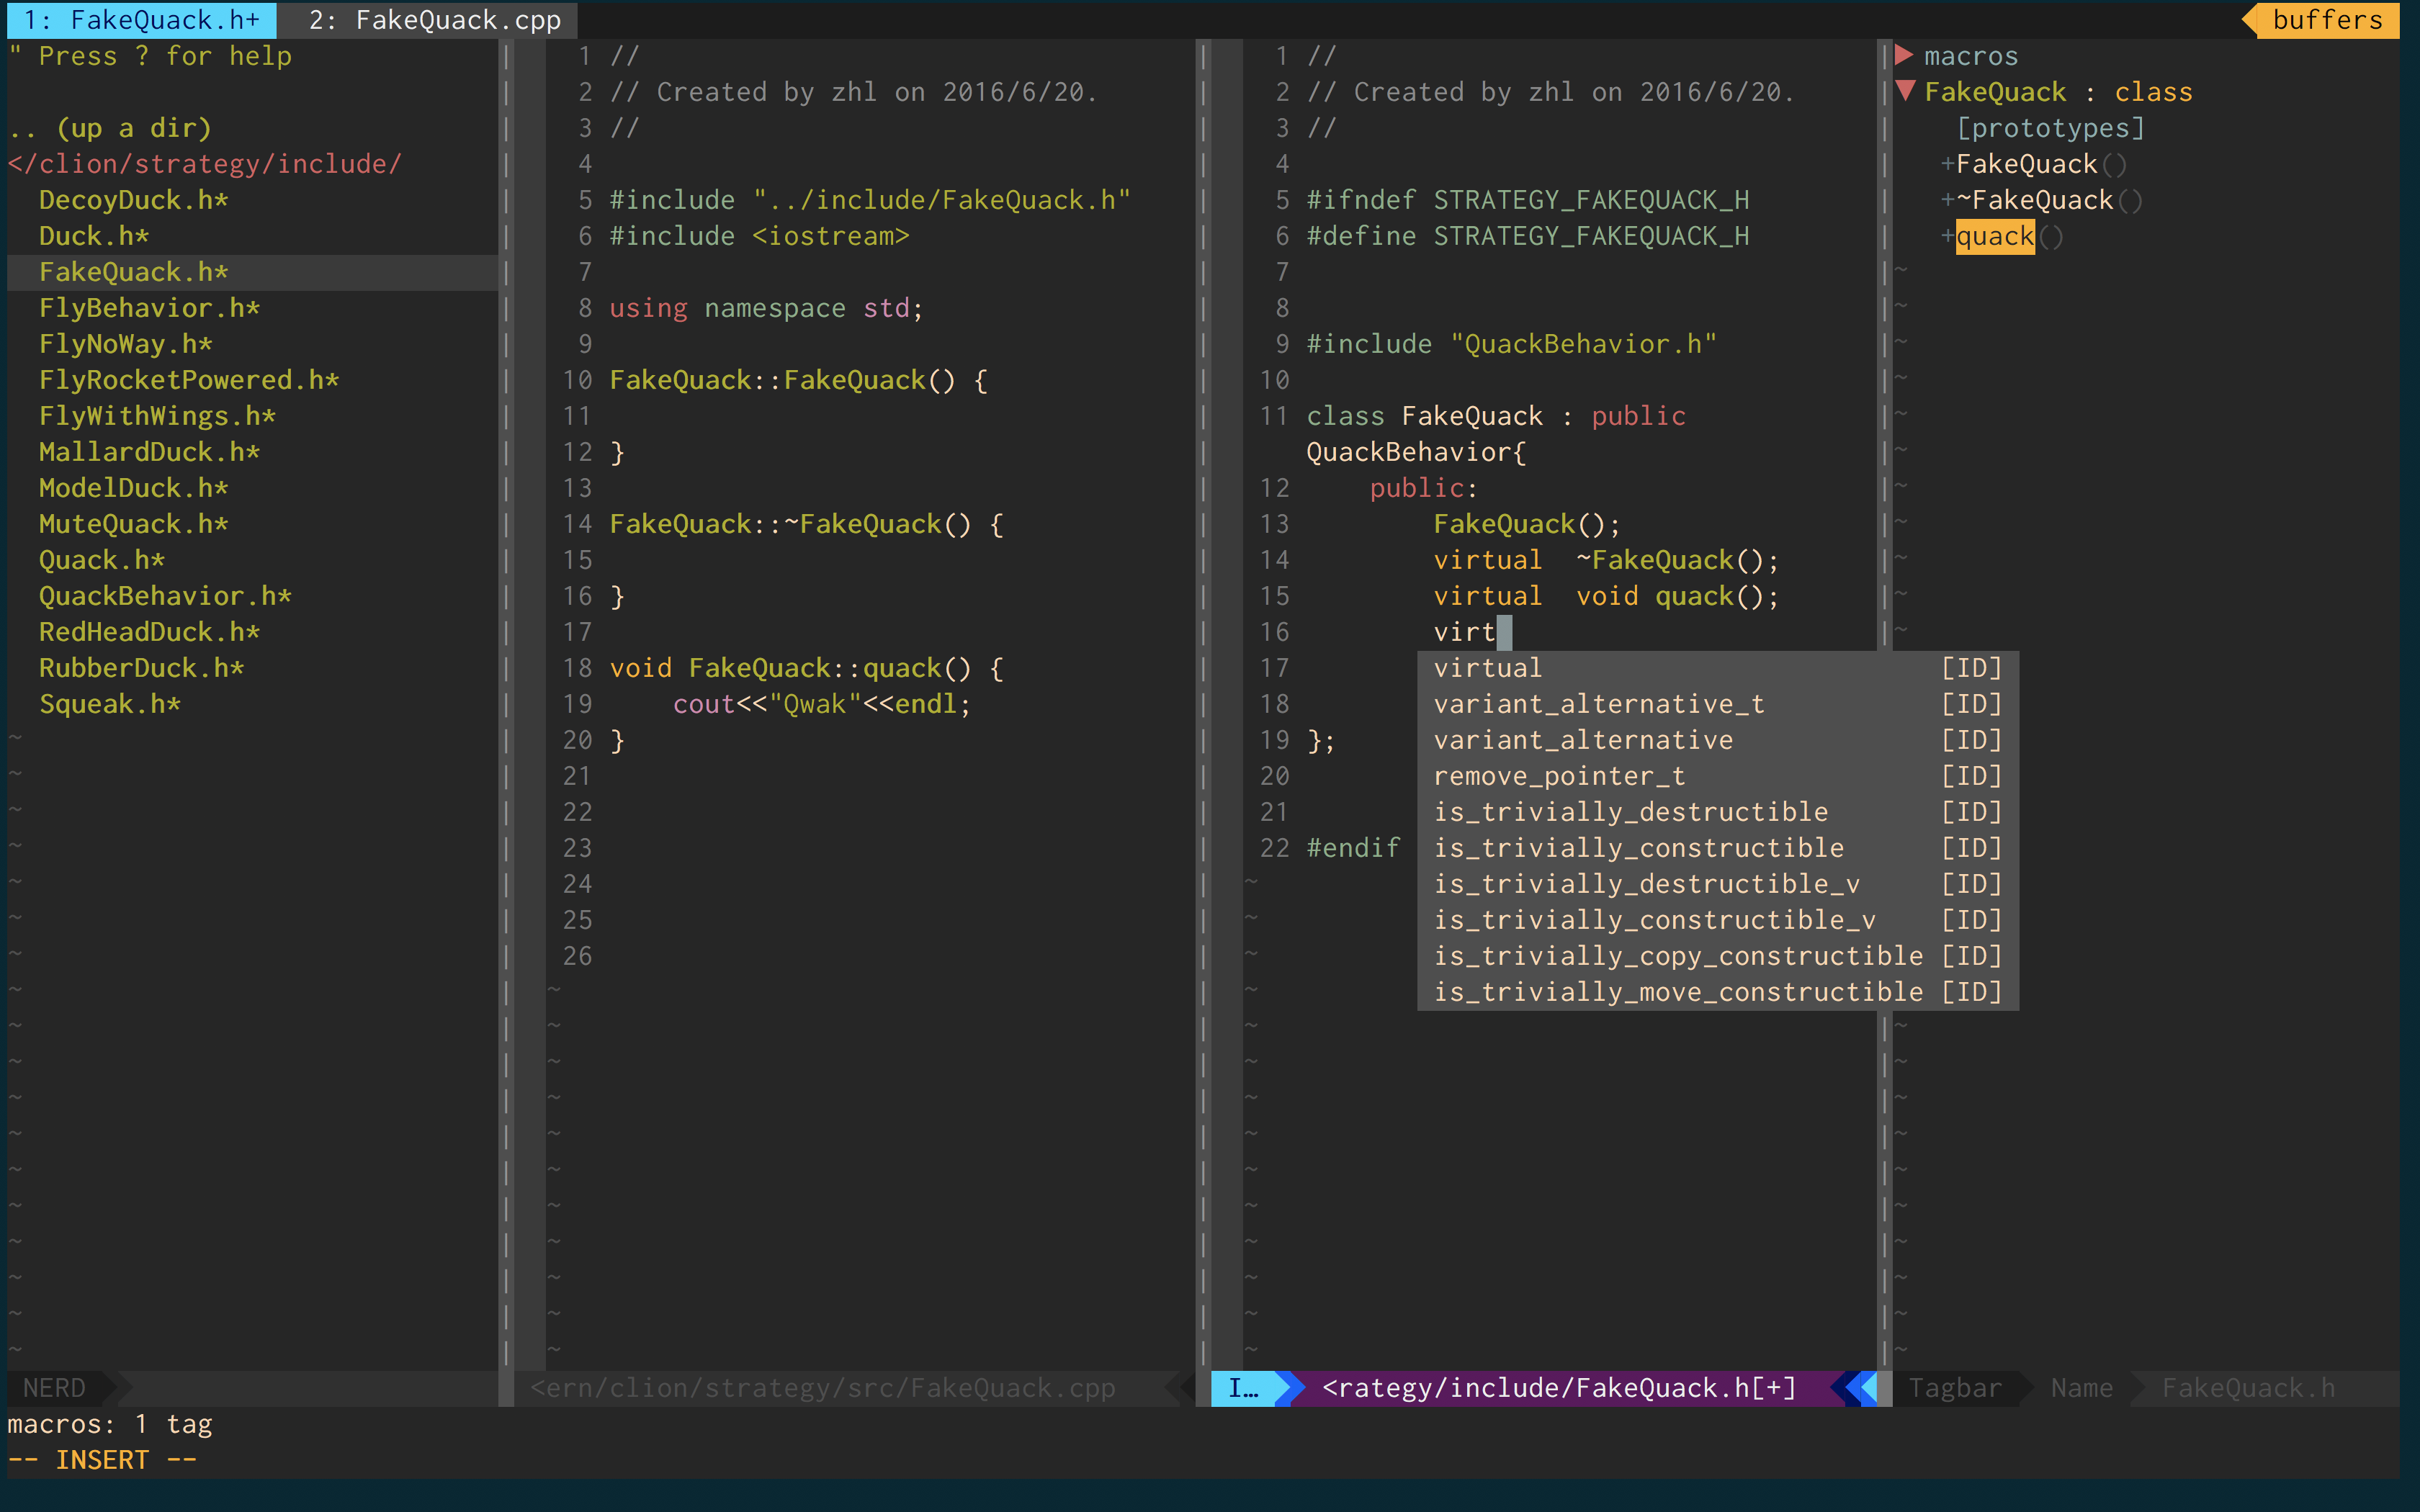 1: FakeQuack.h+  2: FakeQuack.cpp  buffers
" Press ? for help
.. (up a dir)
</clion/strategy/include/
DecoyDuck.h*
Duck.h*
FakeQuack.h*
FlyBehavior.h*
FlyNoWay.h*
FlyRocketPowered.h*
FlyWithWings.h*
MallardDuck.h*
ModelDuck.h*
MuteQuack.h*
Quack.h*
QuackBehavior.h*
RedHeadDuck.h*
RubberDuck.h*
Squeak.h*
1 //
2 // Created by zhl on 2016/6/20.
3 //
4
5 #include "../include/FakeQuack.h"
6 #include <iostream>
7
8 using namespace std;
9
10 FakeQuack::FakeQuack() {
11
12 }
13
14 FakeQuack::~FakeQuack() {
15
16 }
17
18 void FakeQuack::quack() {
19     cout<<"Qwak"<<endl;
20 }
21
22
23
24
25
26
1 //
2 // Created by zhl on 2016/6/20.
3 //
4
5 #ifndef STRATEGY_FAKEQUACK_H
6 #define STRATEGY_FAKEQUACK_H
7
8
9 #include "QuackBehavior.h"
10
11 class FakeQuack : public
QuackBehavior{
12     public:
13         FakeQuack();
14         virtual  ~FakeQuack();
15         virtual  void quack();
16         virt
17
18
19 };
20
21
22 #endif
virtual [ID]
variant_alternative_t [ID]
variant_alternative [ID]
remove_pointer_t [ID]
is_trivially_destructible [ID]
is_trivially_constructible [ID]
is_trivially_destructible_v [ID]
is_trivially_constructible_v [ID]
is_trivially_copy_constructible [ID]
is_trivially_move_constructible [ID]
▶ macros
▼ FakeQuack : class
[prototypes]
+FakeQuack()
+~FakeQuack()
+quack()
NERD
<ern/clion/strategy/src/FakeQuack.cpp
I…  <rategy/include/FakeQuack.h[+]
Tagbar  Name  FakeQuack.h
macros: 1 tag
-- INSERT --